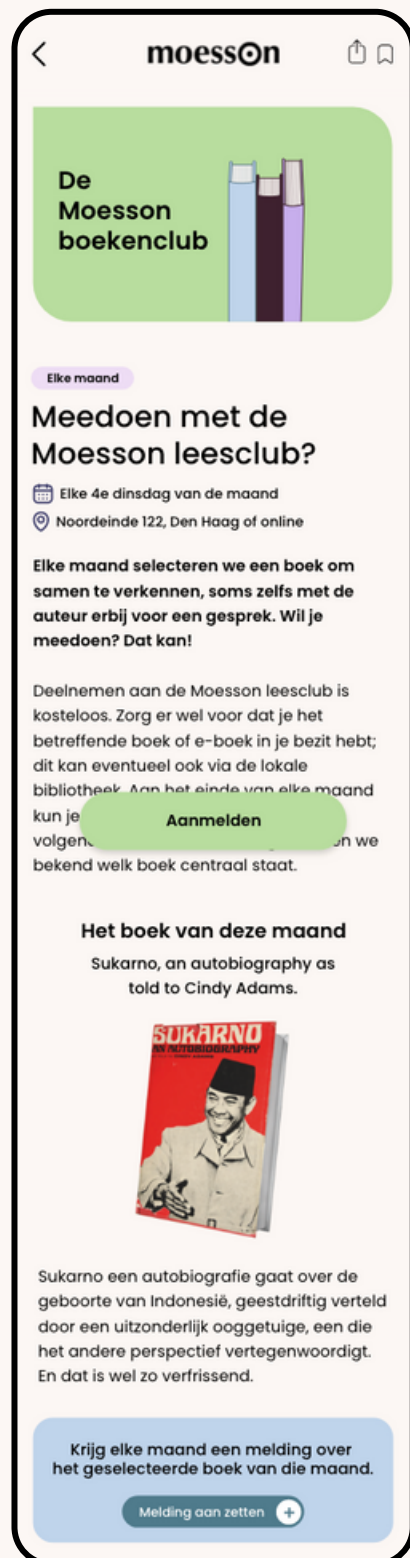 moesson
De
Moesson
boekenclub
Elke maand
Meedoen met de
Moesson leesclub?
Elke 4e dinsdag van de maand
Noordeinde 122, Den Haag of online
Elke maand selecteren we een boek om
samen te verkennen, soms zelfs met de
auteur erbij voor een gesprek. Wil je
meedoen? Dat kan!
Deelnemen aan de Moesson leesclub is
kosteloos. Zorg er wel voor dat je het
betreffende boek of e-boek in je bezit hebt;
dit kan eventueel ook via de lokale
bibliotheek. Aan het einde van elke maand
kun je
Aanmelden
we
bekend welk boek centraal staat.
Het boek van deze maand
Sukarno, an autobiography as
told to Cindy Adams.
SUKARNO
AN AUTOBIOGRAPHY
Sukarno een autobiografie gaat over de
geboorte van Indonesië, geestdriftig verteld
door een uitzonderlijk ooggetuige, een die
het andere perspectief vertegenwoordigt.
En dat is wel zo verfrissend.
Krijg elke maand een melding over
het geselecteerde boek van die maand.
Melding aan zetten